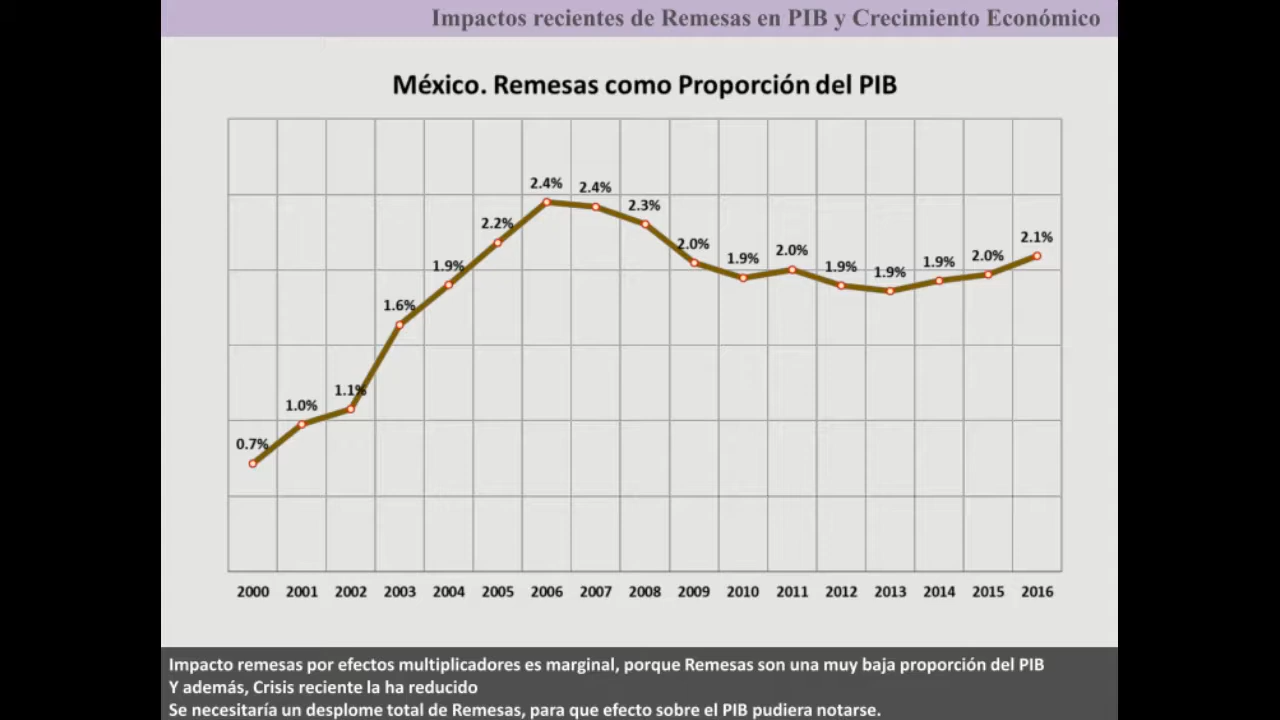 Impactos recientes de Remesas en PIB y Crecimiento Económico
México. Remesas como Proporción del PIB
0.7%
1.0%
1.1%
1.6%
1.9%
2.2%
2.4%
2.4%
2.3%
2.0%
1.9%
2.0%
1.9%
1.9%
1.9%
2.0%
2.1%
2000 2001 2002 2003 2004 2005 2006 2007 2008 2009 2010 2011 2012 2013 2014 2015 2016
Impacto remesas por efectos multiplicadores es marginal, porque Remesas son una muy baja proporción del PIB
Y además, Crisis reciente la ha reducido
Se necesitaría un desplome total de Remesas, para que efecto sobre el PIB pudiera notarse.